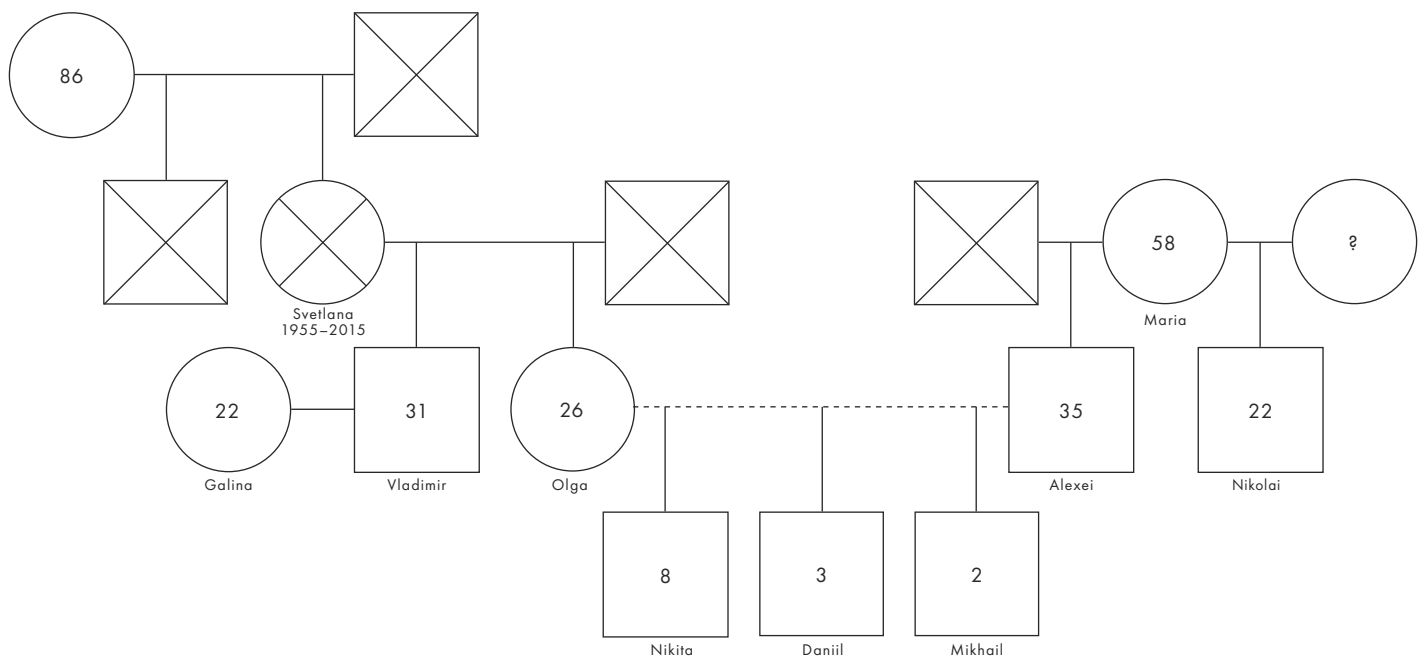 86
58
?
Svetlana
1955–2015
Maria
22
31
26
35
22
Galina
Vladimir
Olga
Alexei
Nikolai
8
3
2
Nikita
Daniil
Mikhail